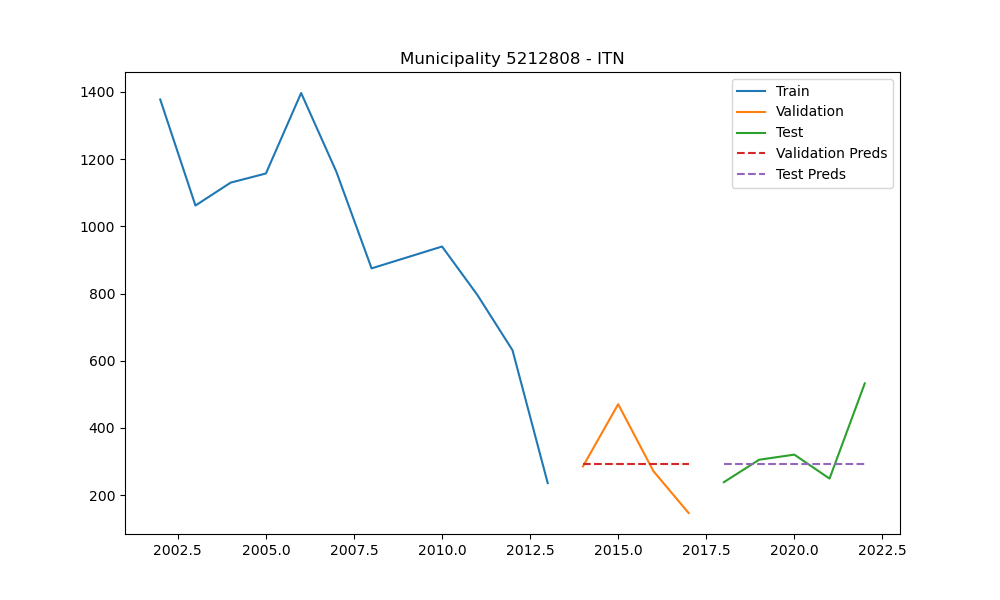 Municipality 5212808 - ITN
Train
Validation
Test
Validation Preds
Test Preds
1400
1200
1000
800
600
400
200
2002.5 2005.0 2007.5 2010.0 2012.5 2015.0 2017.5 2020.0 2022.5